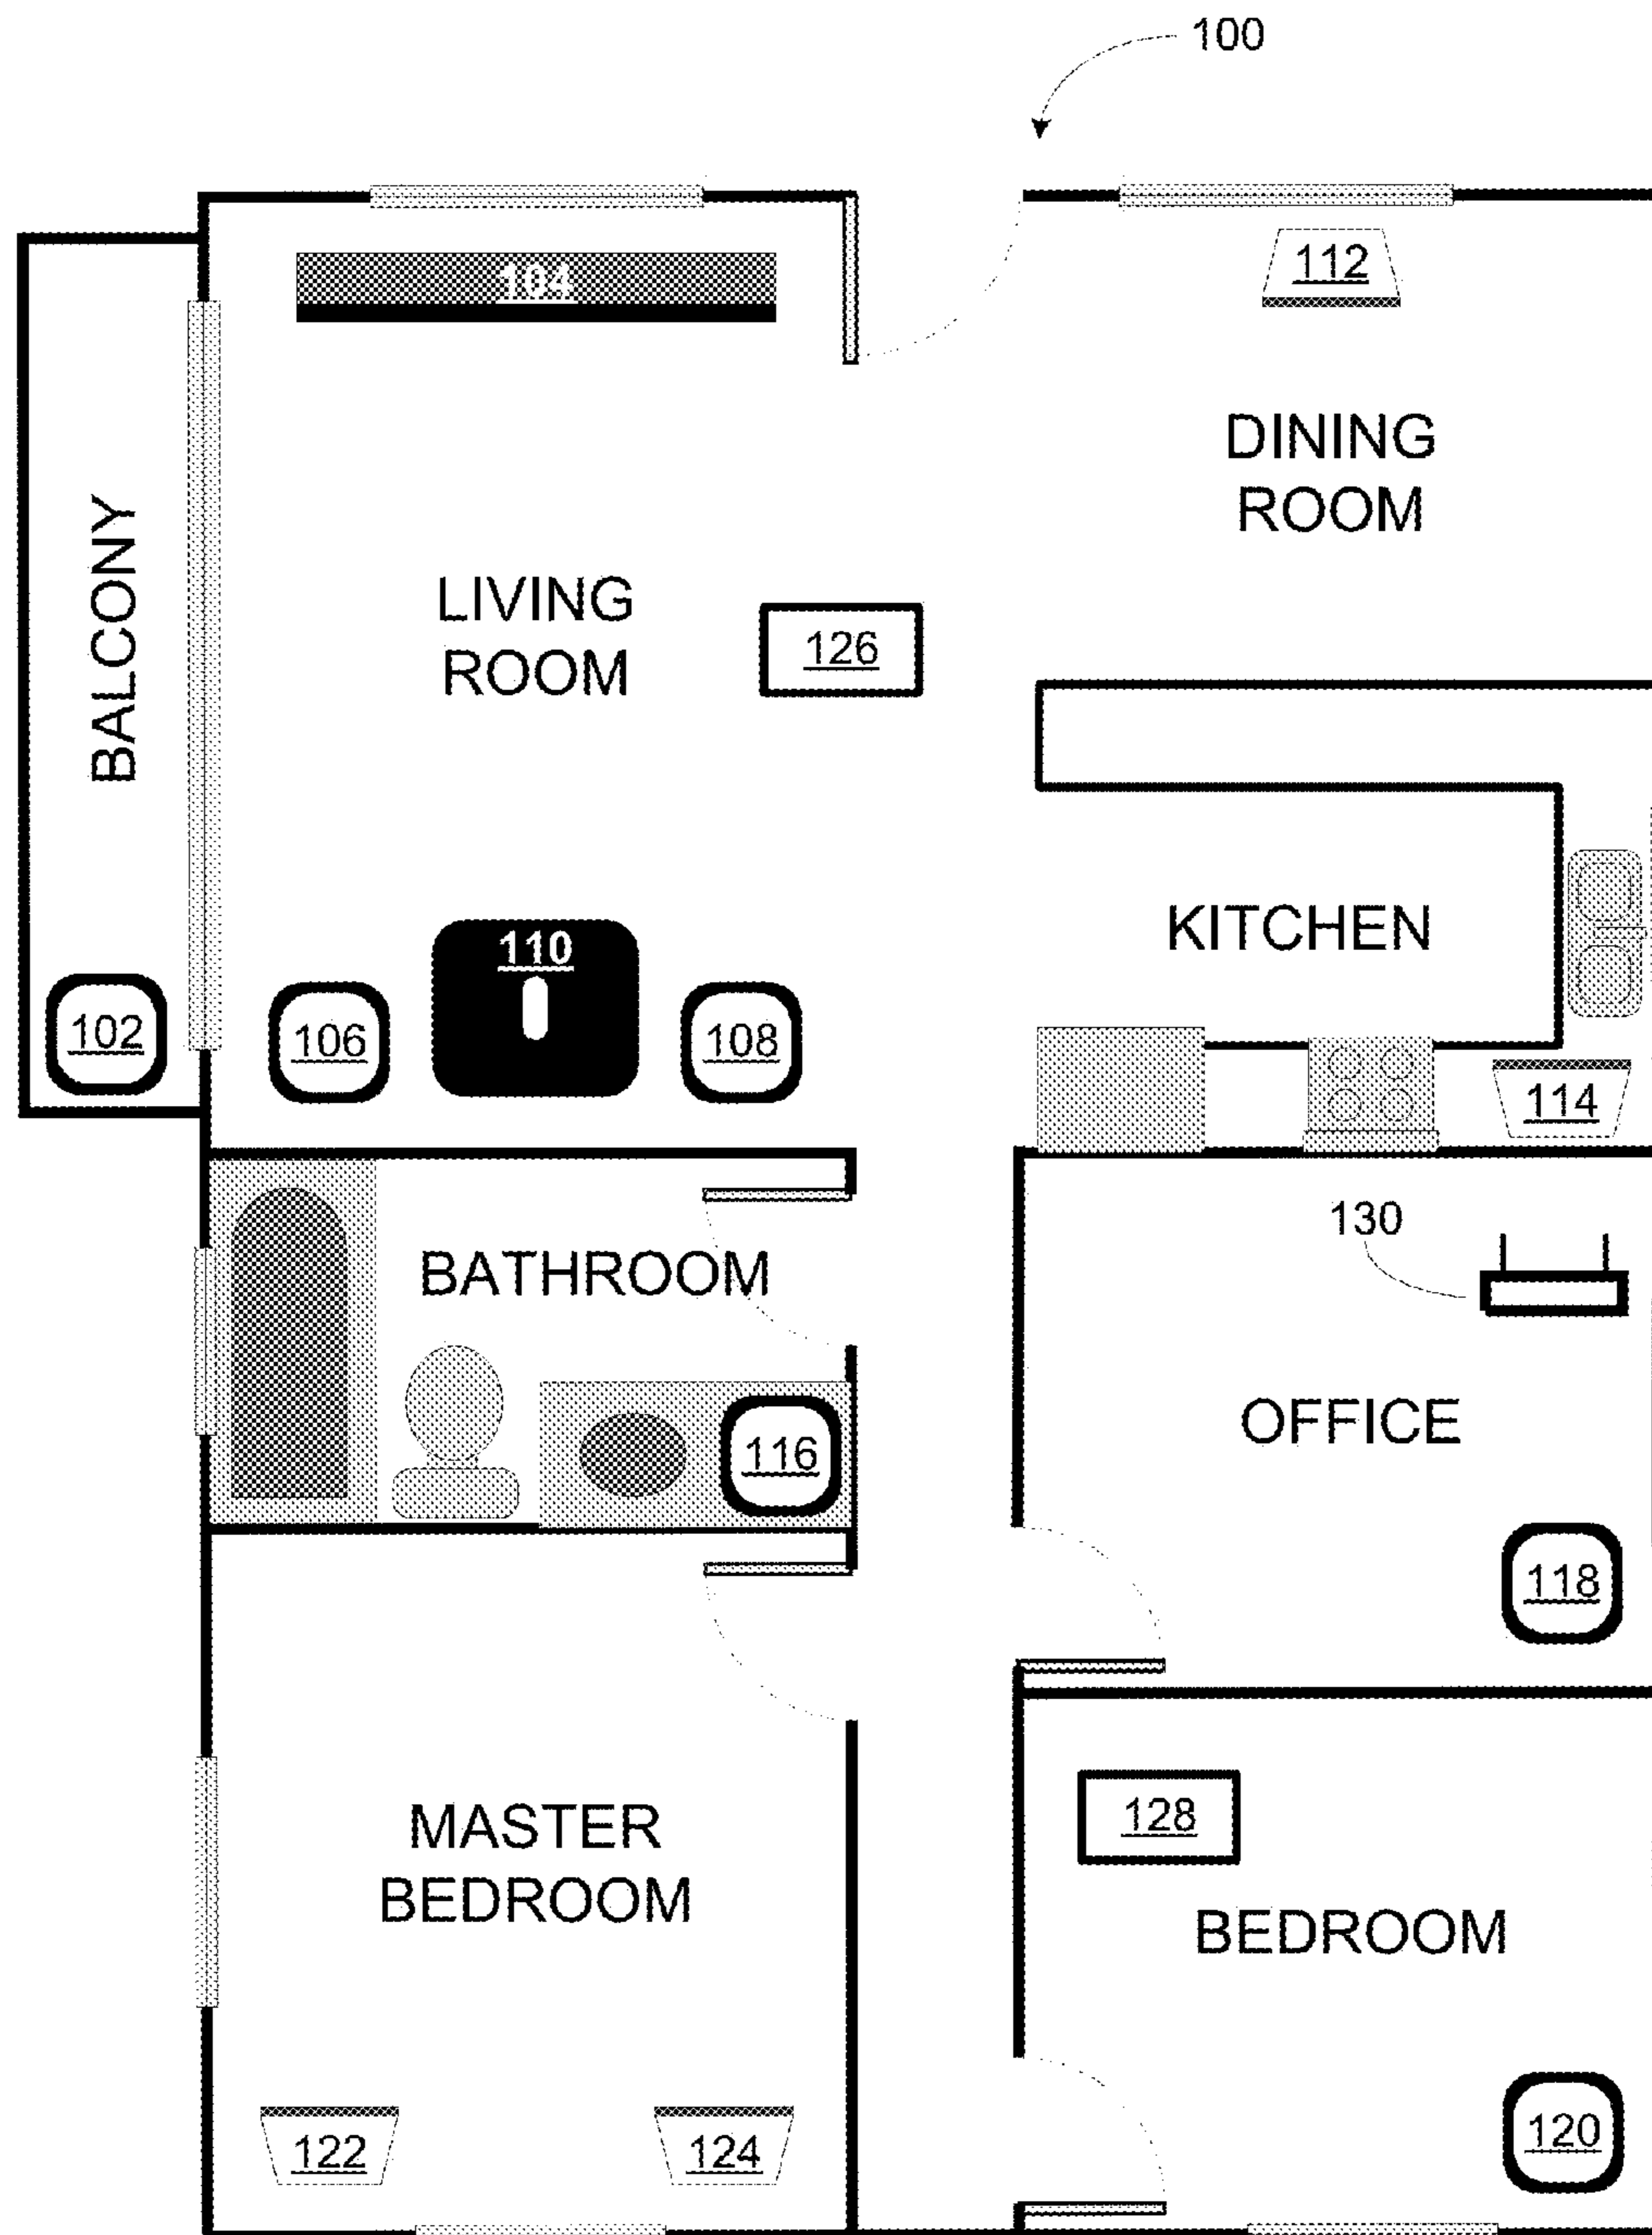 100
104
112
DINING
ROOM
BALCONY
LIVING
ROOM
126
KITCHEN
110
102
106
108
114
130
BATHROOM
OFFICE
116
118
MASTER
BEDROOM
128
BEDROOM
122
124
120